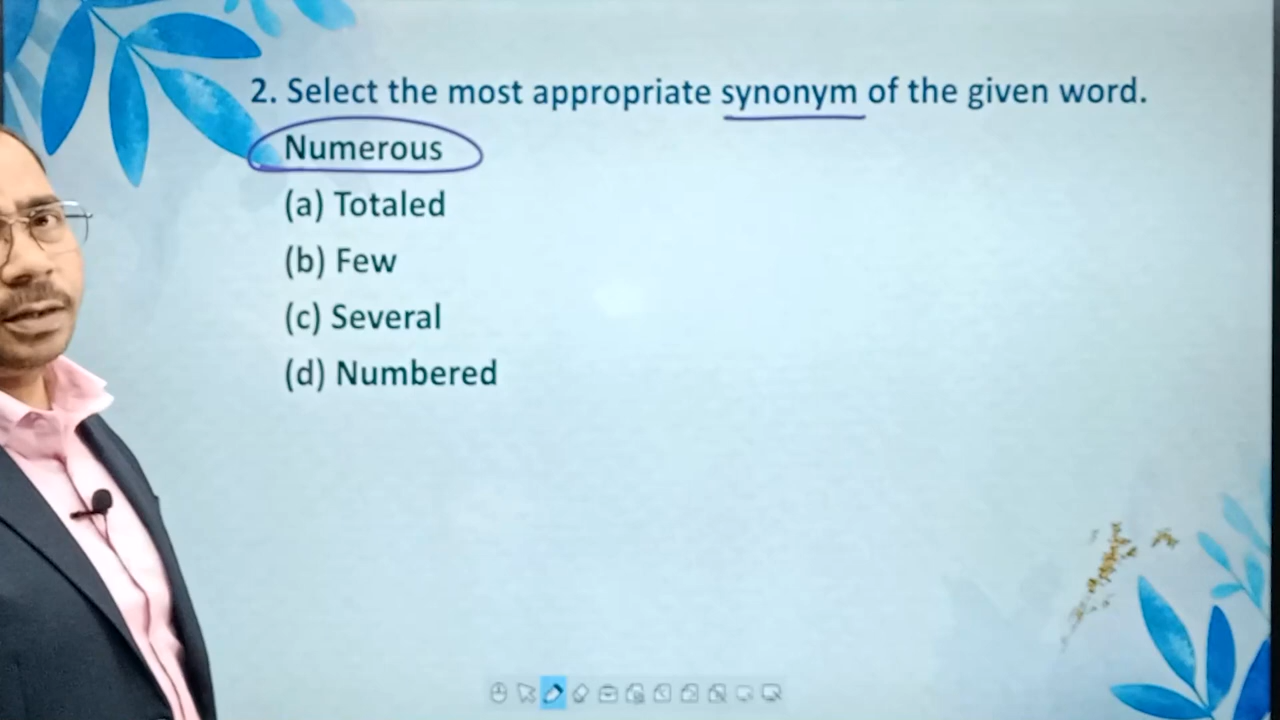 2. Select the most appropriate synonym of the given word.
Numerous
(a) Totaled
(b) Few
(c) Several
(d) Numbered